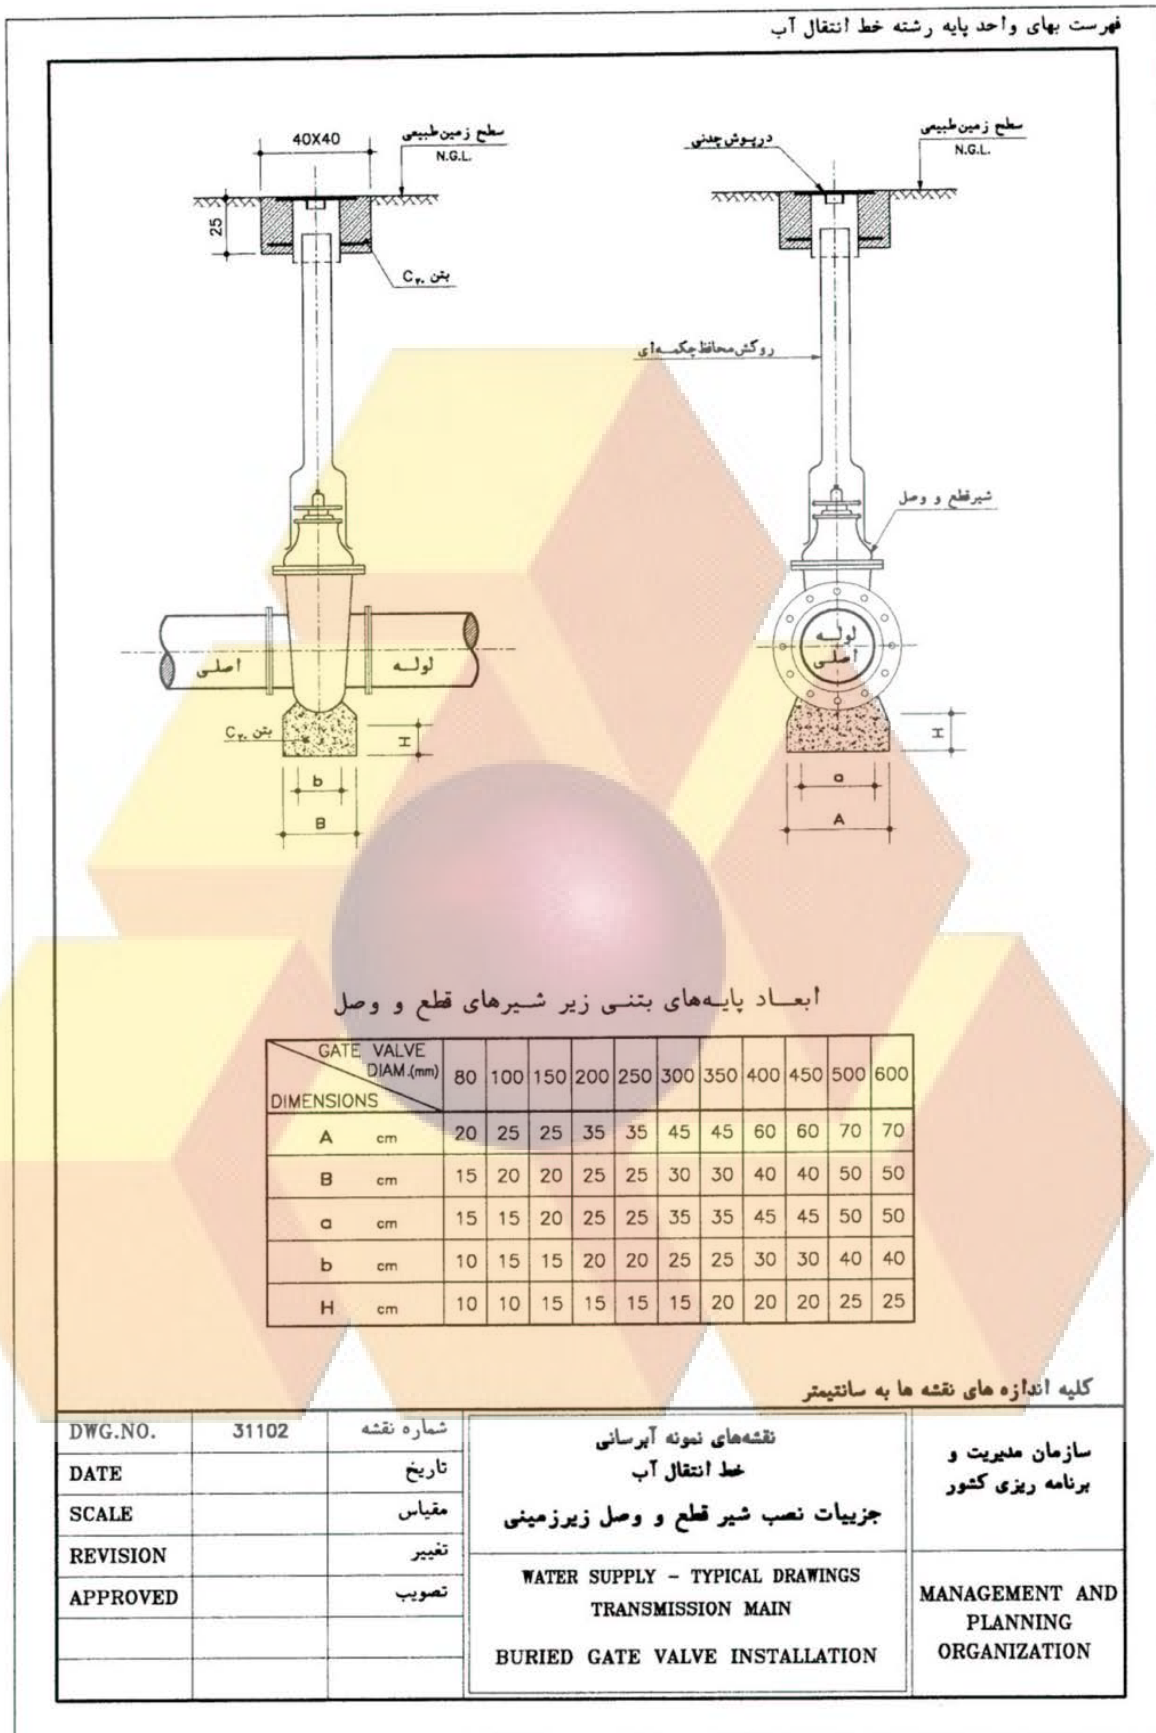 فهرست بهای واحد پایه رشته خط انتقال آب
40X40
سطح زمین طبیعی
N.G.L.
25
بتن C۲۰
درپوش چدنی
سطح زمین طبیعی
N.G.L.
روکش محافظ چکمه‌ای
شیر قطع و وصل
اصلی
لوله
لوله
اصلی
بتن C۲۰
H
b
B
H
a
A
ابعاد پایه‌های بتنی زیر شیرهای قطع و وصل
GATE VALVE DIAM.(mm) 80 100 150 200 250 300 350 400 450 500 600
DIMENSIONS
A cm 20 25 25 35 35 45 45 60 60 70 70
B cm 15 20 20 25 25 30 30 40 40 50 50
a cm 15 15 20 25 25 35 35 45 45 50 50
b cm 10 15 15 20 20 25 25 30 30 40 40
H cm 10 10 15 15 15 15 20 20 20 25 25
کلیه اندازه های نقشه ها به سانتیمتر
DWG.NO. 31102 شماره نقشه
DATE تاریخ
SCALE مقیاس
REVISION تغییر
APPROVED تصویب
نقشه‌های نمونه آبرسانی
خط انتقال آب
جزییات نصب شیر قطع و وصل زیرزمینی
WATER SUPPLY – TYPICAL DRAWINGS
TRANSMISSION MAIN
BURIED GATE VALVE INSTALLATION
سازمان مدیریت و
برنامه ریزی کشور
MANAGEMENT AND
PLANNING
ORGANIZATION